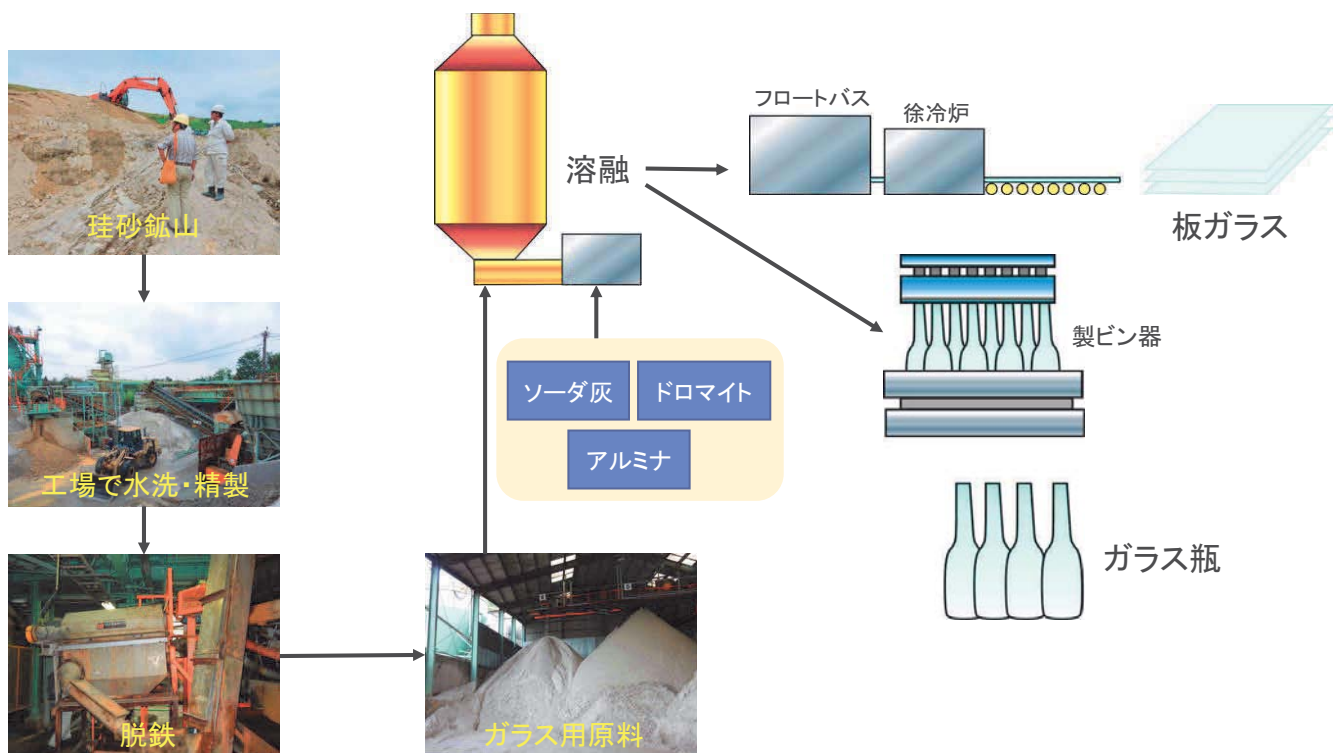 珪砂鉱山
工場で水洗・精製
脱鉄
ガラス用原料
ソーダ灰
ドロマイト
アルミナ
溶融
フロートバス
徐冷炉
板ガラス
製ビン器
ガラス瓶